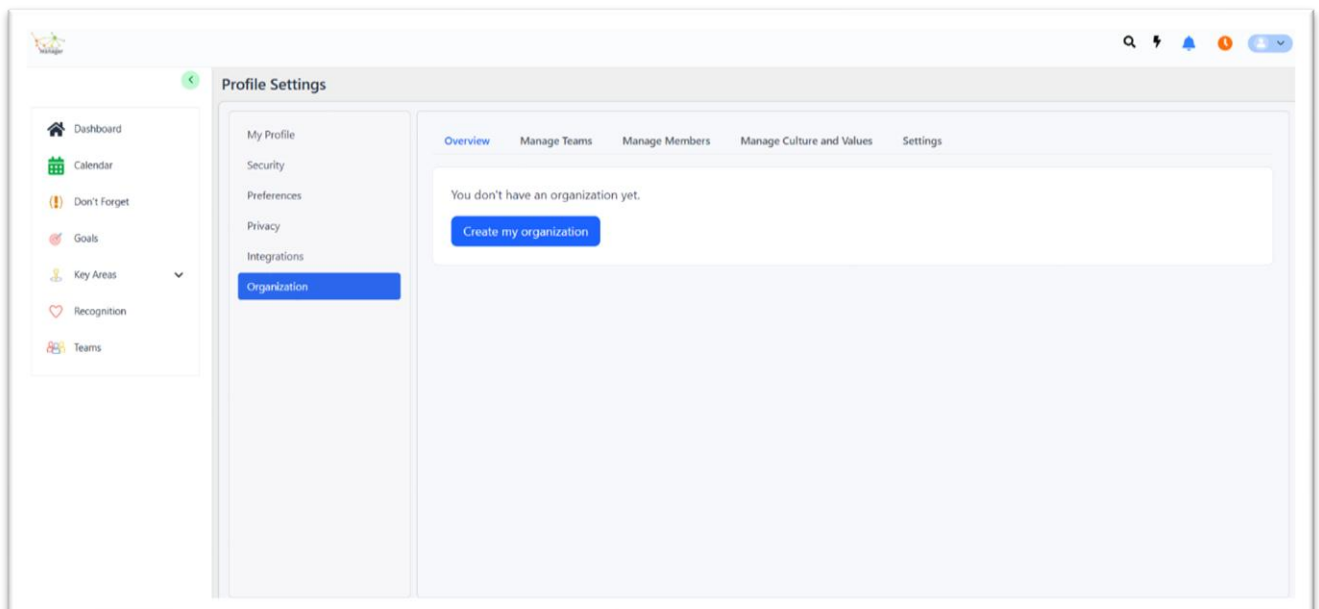 Manager
Profile Settings
Dashboard
Calendar
Don't Forget
Goals
Key Areas
Recognition
Teams
My Profile
Security
Preferences
Privacy
Integrations
Organization
Overview Manage Teams Manage Members Manage Culture and Values Settings
You don't have an organization yet.
Create my organization